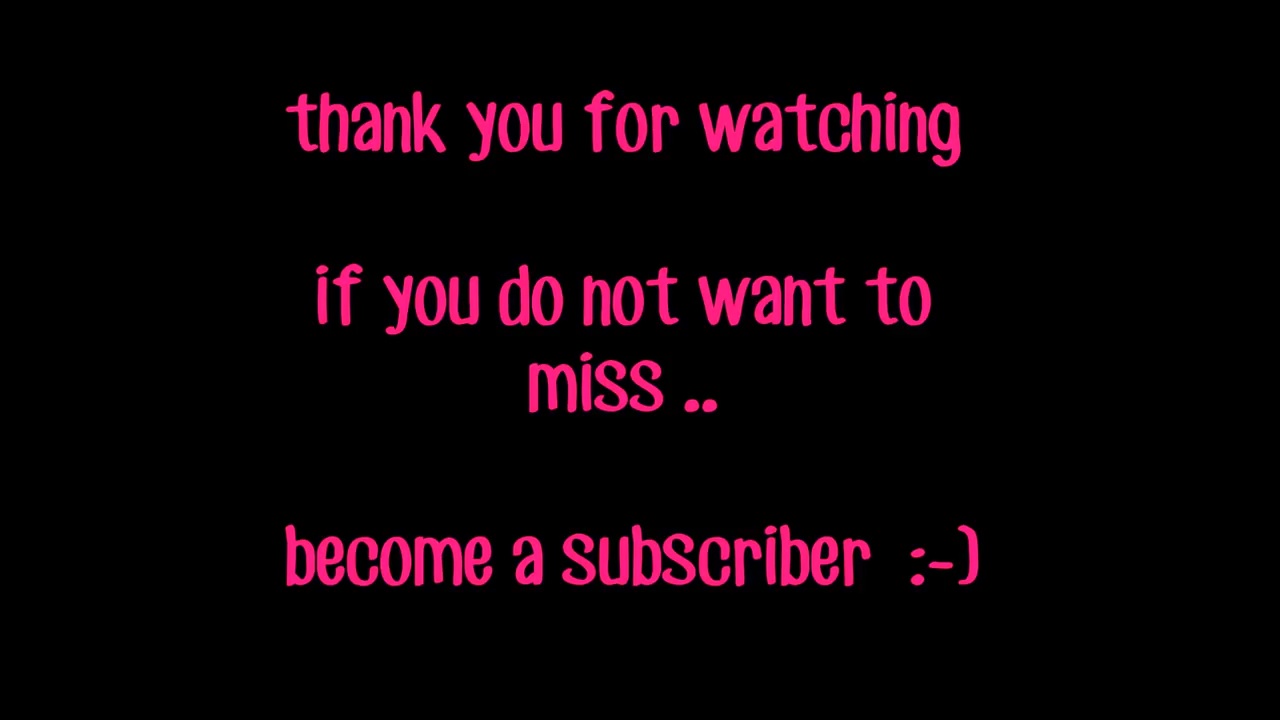 thank you for watching
if you do not want to
miss ..
become a subscriber :-)